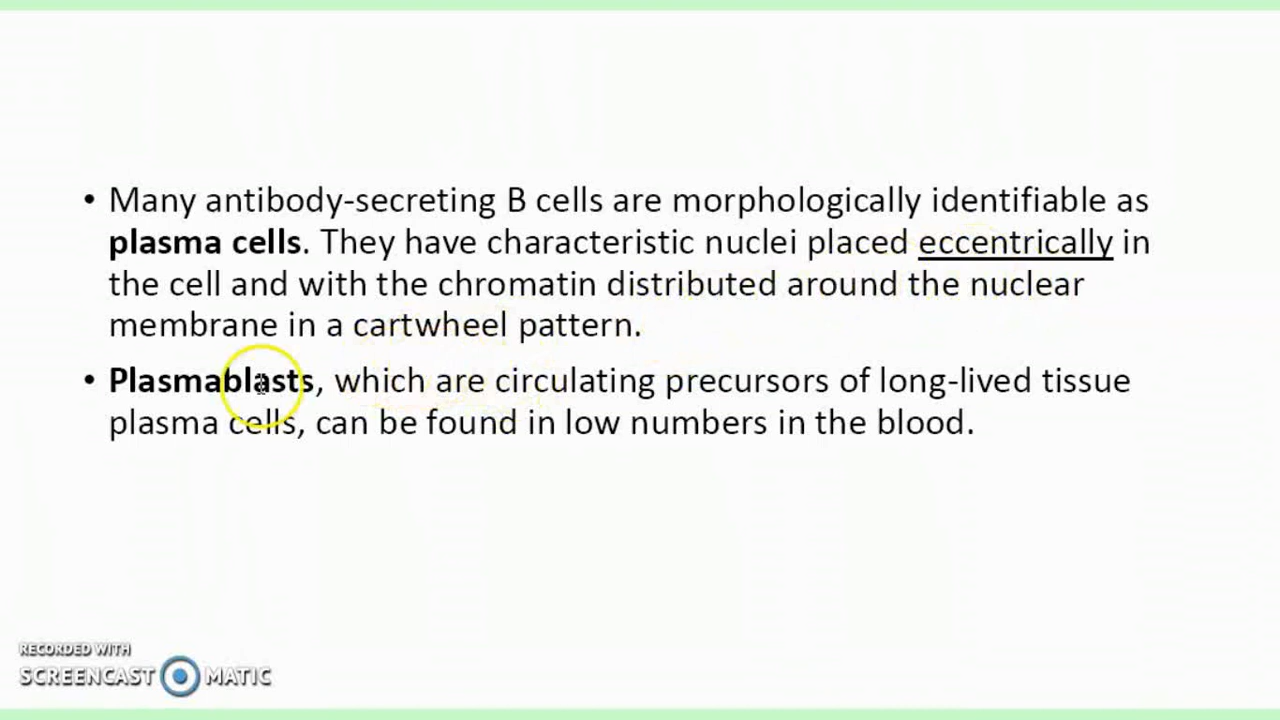 • Many antibody-secreting B cells are morphologically identifiable as
plasma cells. They have characteristic nuclei placed eccentrically in
the cell and with the chromatin distributed around the nuclear
membrane in a cartwheel pattern.
• Plasmablasts, which are circulating precursors of long-lived tissue
plasma cells, can be found in low numbers in the blood.
RECORDED WITH
SCREENCAST MATIC